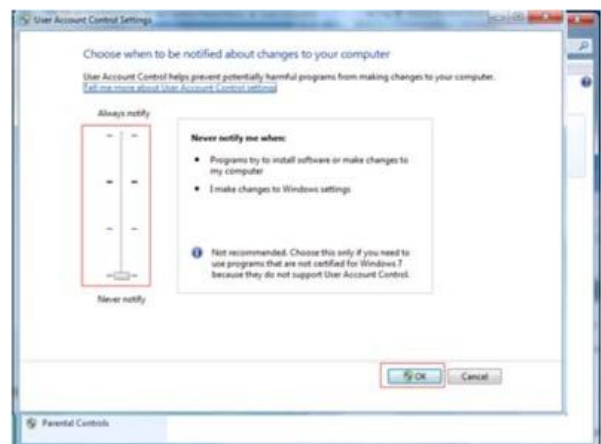 User Account Control Settings
Choose when to be notified about changes to your computer
User Account Control helps prevent potentially harmful programs from making changes to your computer.
Tell me more about User Account Control settings
Always notify
Never notify me when:
Programs try to install software or make changes to
my computer
I make changes to Windows settings
Not recommended. Choose this only if you need to
use programs that are not certified for Windows 7
because they do not support User Account Control.
Never notify
OK
Cancel
Parental Controls